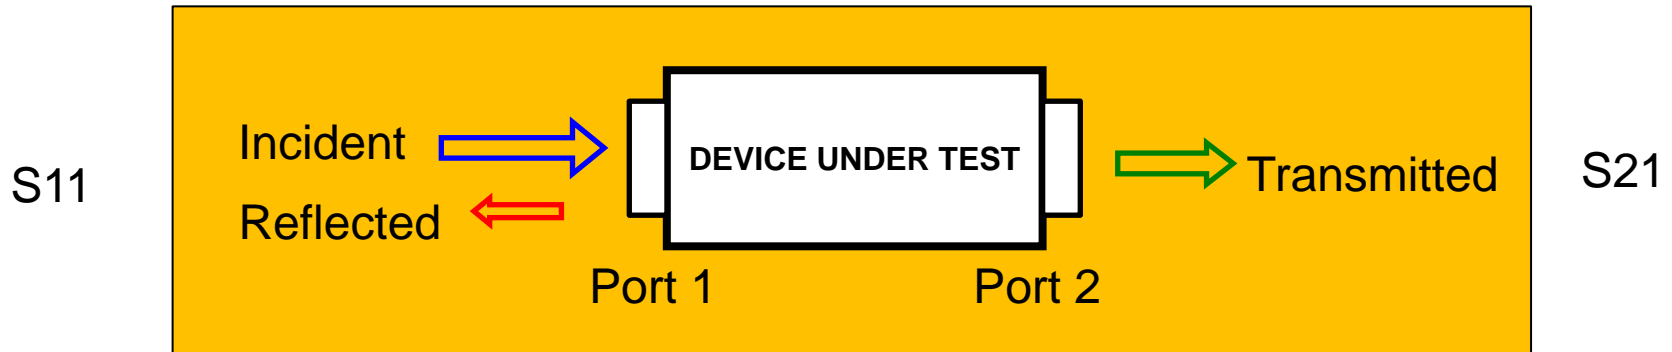 S11
Incident
Reflected
DEVICE UNDER TEST
Port 1
Port 2
Transmitted
S21